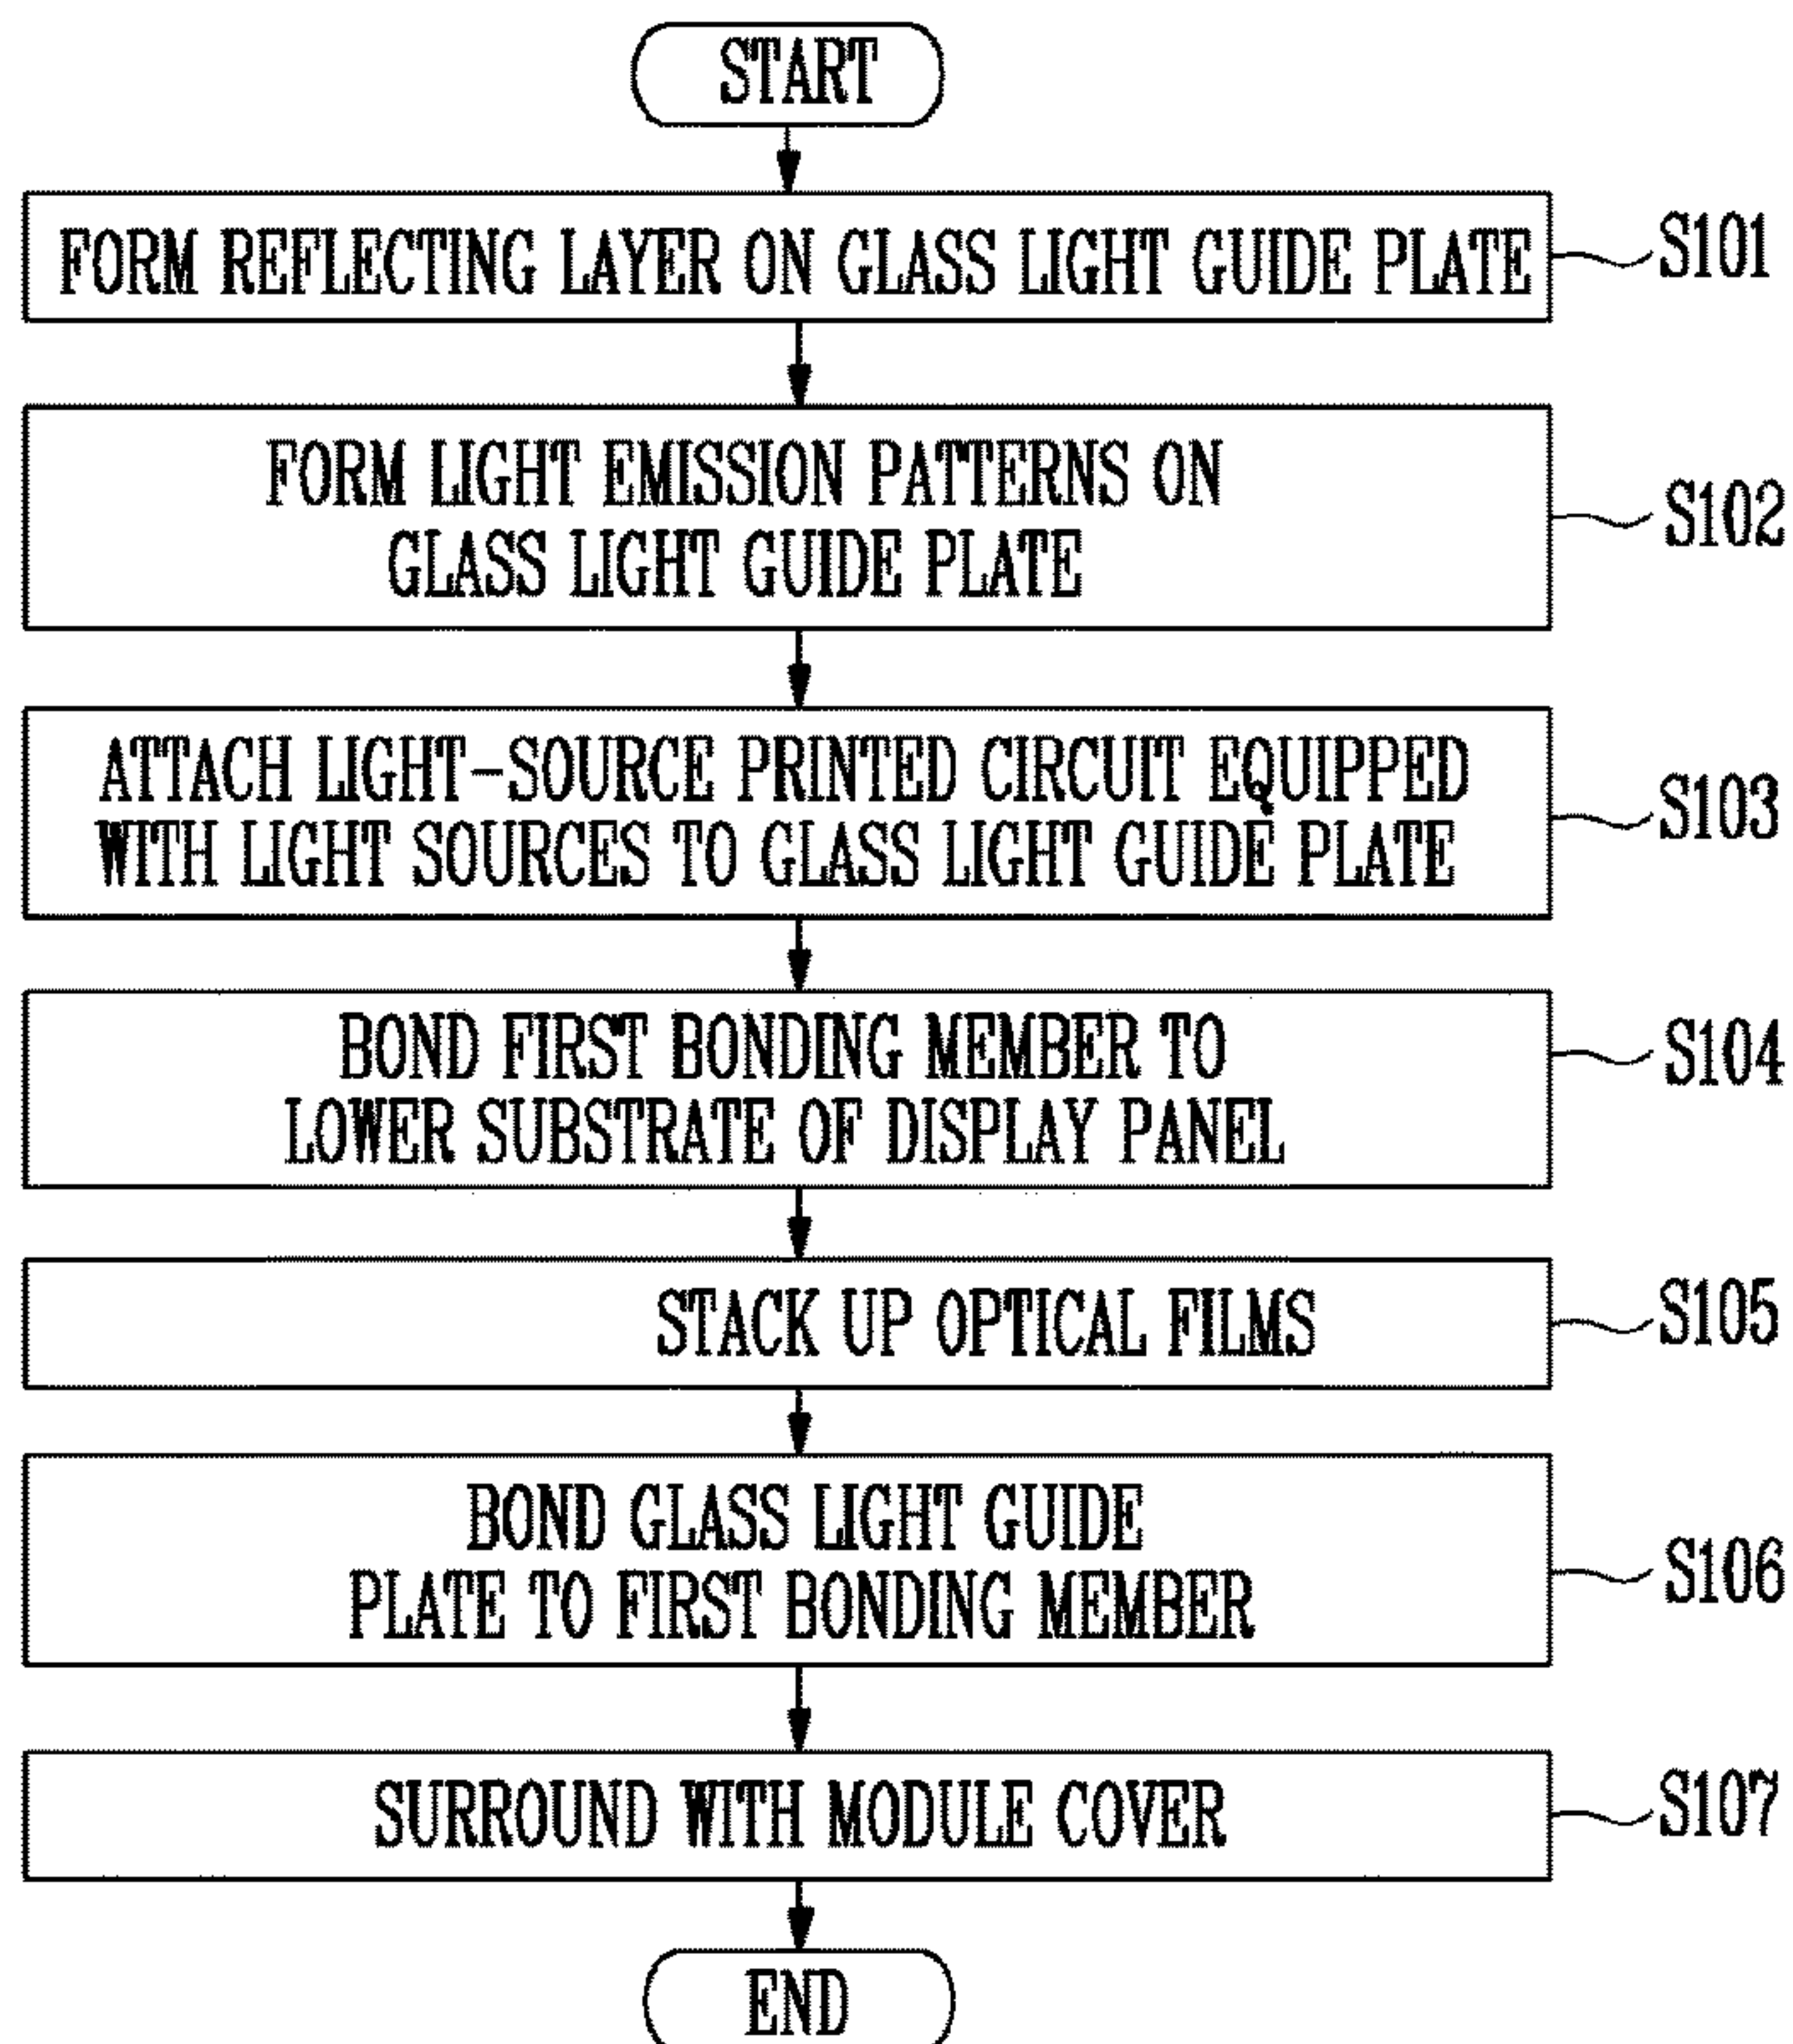 START
FORM REFLECTING LAYER ON GLASS LIGHT GUIDE PLATE
S101
FORM LIGHT EMISSION PATTERNS ON
GLASS LIGHT GUIDE PLATE
S102
ATTACH LIGHT-SOURCE PRINTED CIRCUIT EQUIPPED
WITH LIGHT SOURCES TO GLASS LIGHT GUIDE PLATE
S103
BOND FIRST BONDING MEMBER TO
LOWER SUBSTRATE OF DISPLAY PANEL
S104
STACK UP OPTICAL FILMS
S105
BOND GLASS LIGHT GUIDE
PLATE TO FIRST BONDING MEMBER
S106
SURROUND WITH MODULE COVER
S107
END